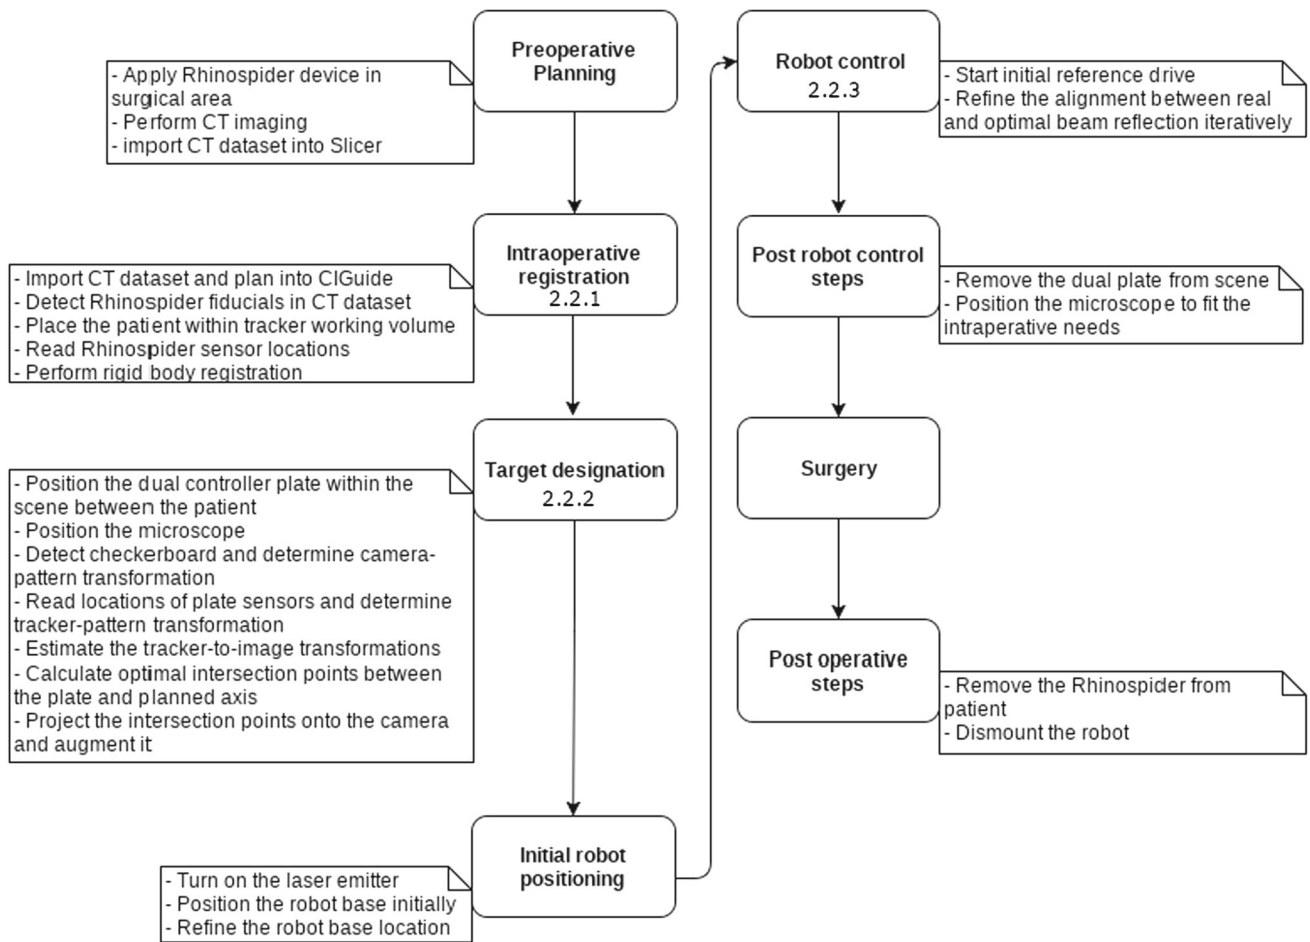 Preoperative
Planning
- Apply Rhinospider device in
surgical area
- Perform CT imaging
- import CT dataset into Slicer
Intraoperative
registration
2.2.1
- Import CT dataset and plan into CIGuide
- Detect Rhinospider fiducials in CT dataset
- Place the patient within tracker working volume
- Read Rhinospider sensor locations
- Perform rigid body registration
Target designation
2.2.2
- Position the dual controller plate within the
scene between the patient
- Position the microscope
- Detect checkerboard and determine camera-
pattern transformation
- Read locations of plate sensors and determine
tracker-pattern transformation
- Estimate the tracker-to-image transformations
- Calculate optimal intersection points between
the plate and planned axis
- Project the intersection points onto the camera
and augment it
Initial robot
positioning
- Turn on the laser emitter
- Position the robot base initially
- Refine the robot base location
Robot control
2.2.3
- Start initial reference drive
- Refine the alignment between real
and optimal beam reflection iteratively
Post robot control
steps
- Remove the dual plate from scene
- Position the microscope to fit the
intraperative needs
Surgery
Post operative
steps
- Remove the Rhinospider from
patient
- Dismount the robot